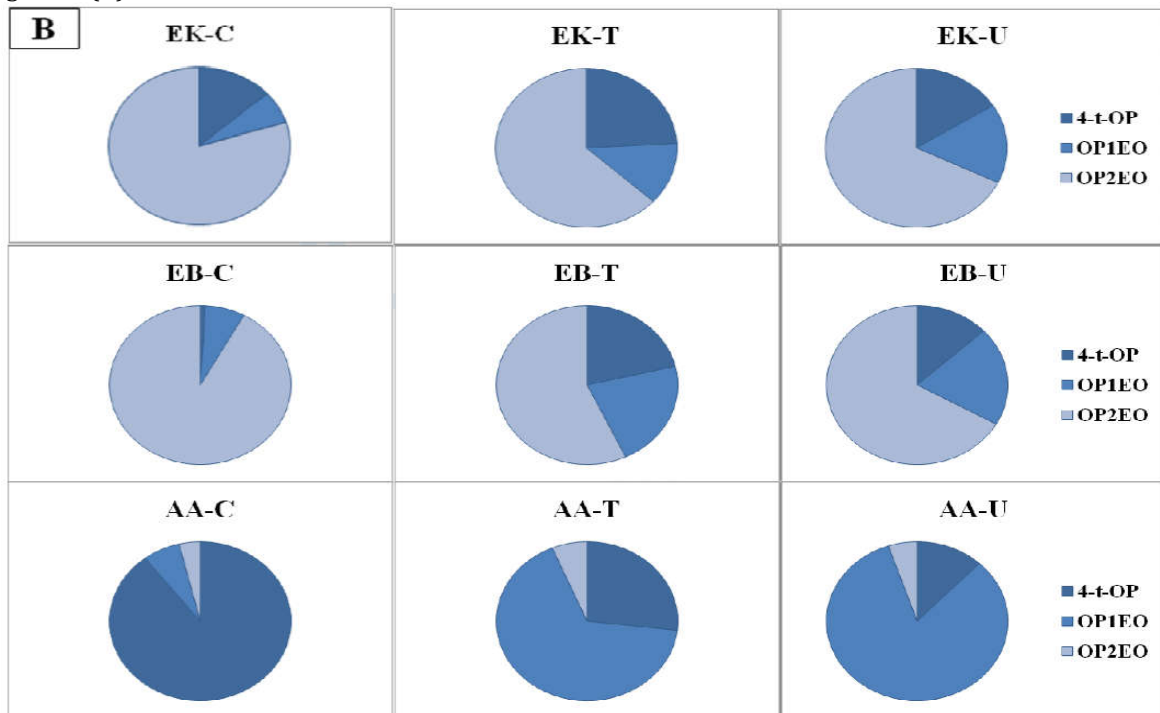 B
EK-C
EK-T
EK-U
4-t-OP
OP1EO
OP2EO
EB-C
EB-T
EB-U
4-t-OP
OP1EO
OP2EO
AA-C
AA-T
AA-U
4-t-OP
OP1EO
OP2EO